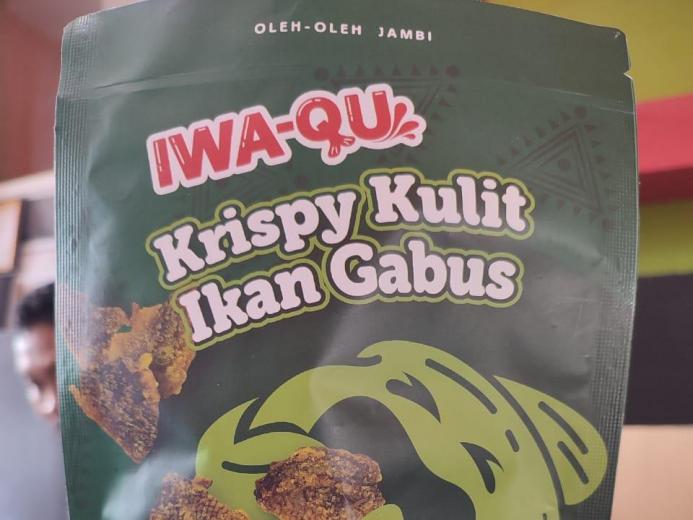 OLEH-OLEH JAMBI
IWA-QU
Krispy Kulit
Ikan Gabus